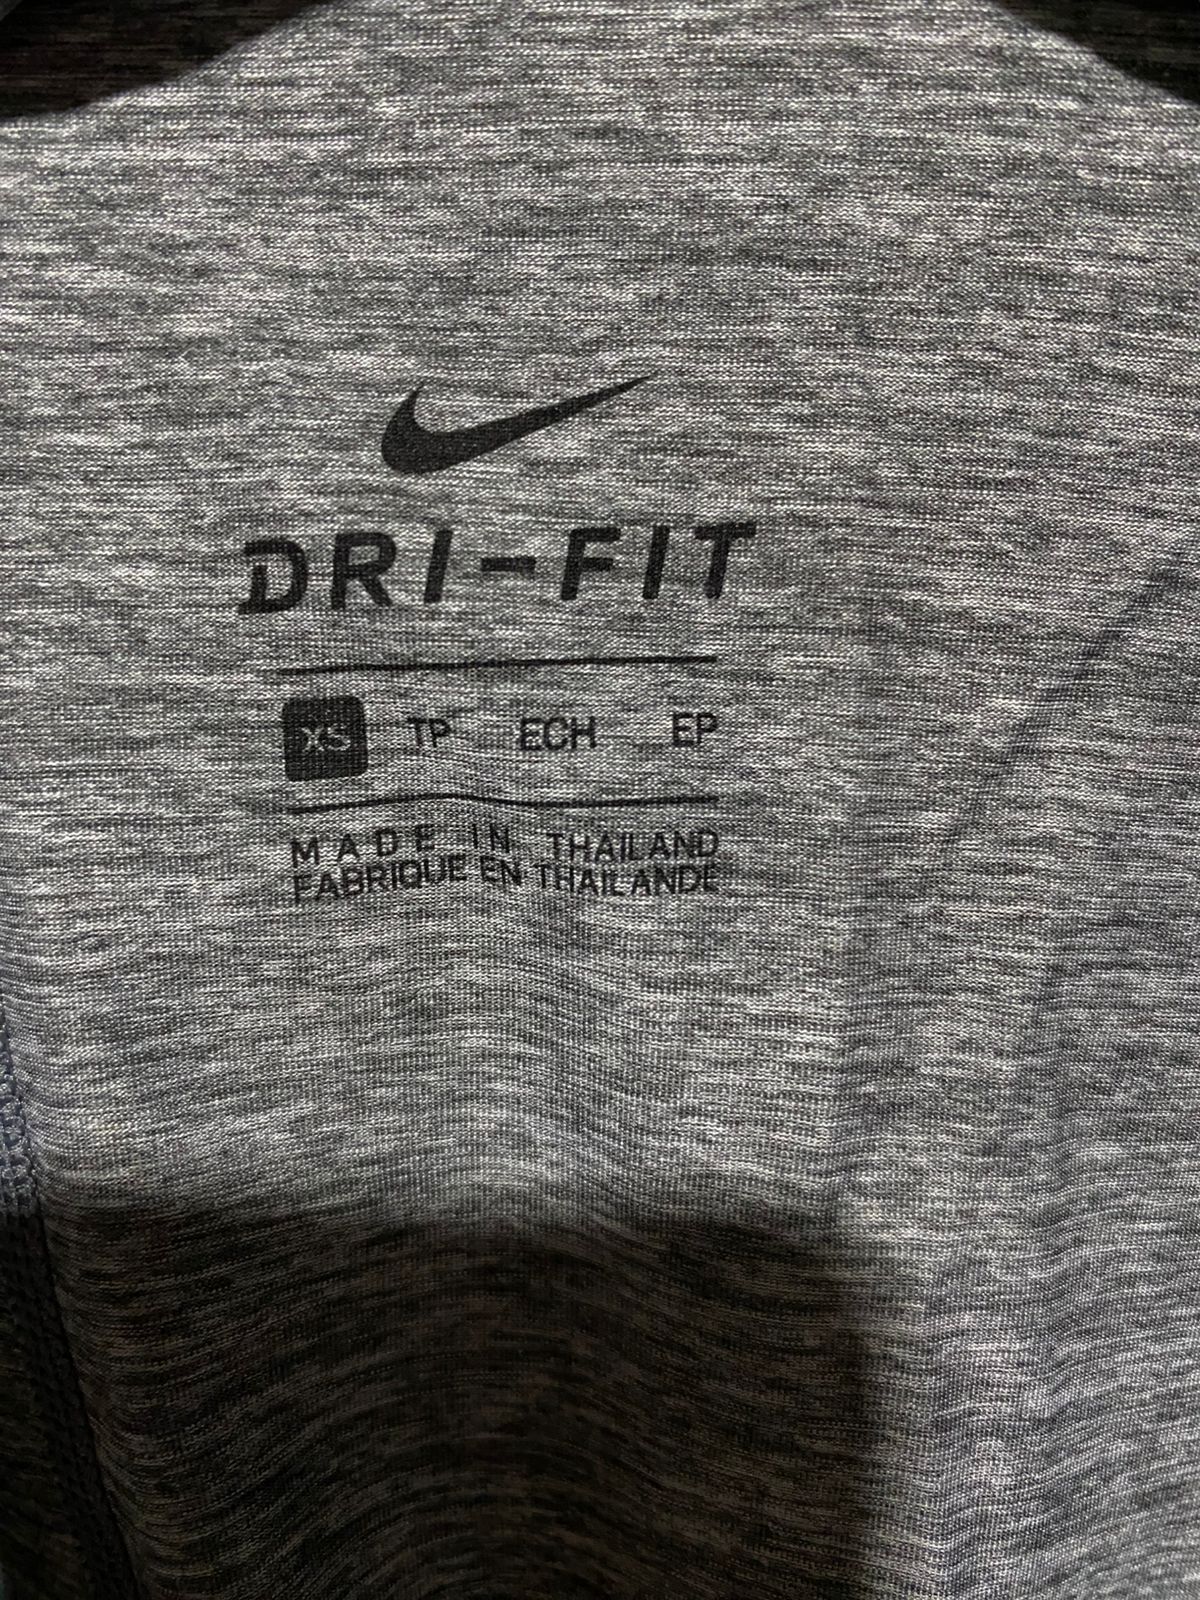 DRI-FIT
XS TP ECH EP
MADE IN THAILAND
FABRIQUE EN THAILANDE